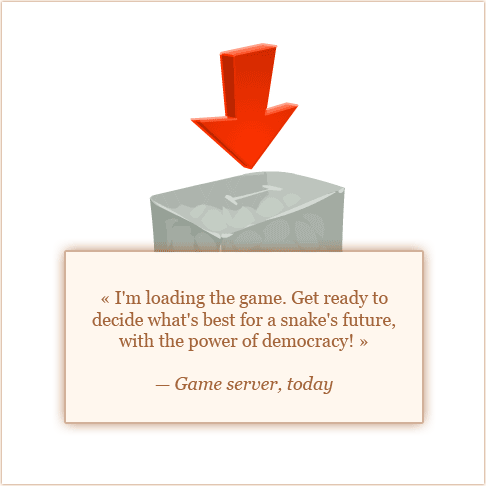 « I'm loading the game. Get ready to
decide what's best for a snake's future,
with the power of democracy! »
— Game server, today